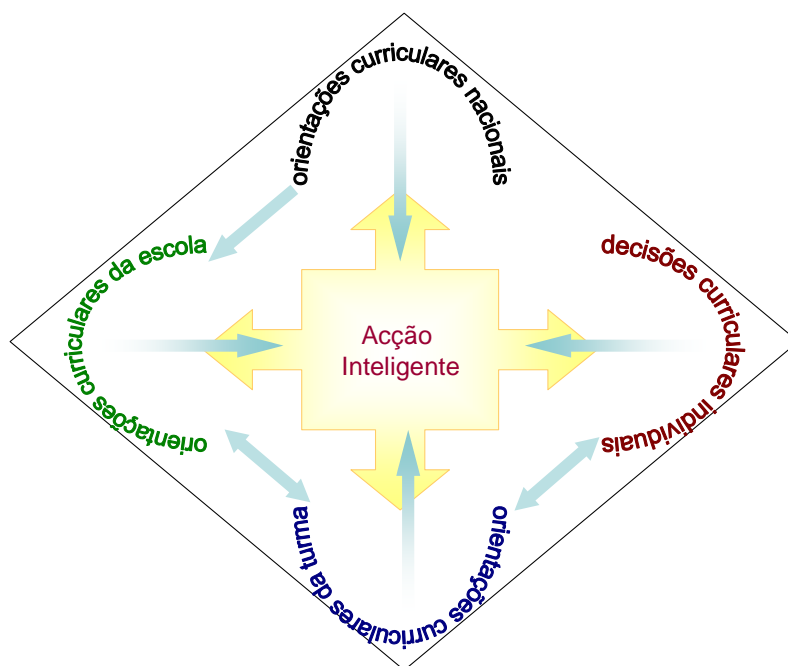 orientações curriculares nacionais
orientações curriculares da escola
decisões curriculares individuais
Acção
Inteligente
orientações curriculares da turma